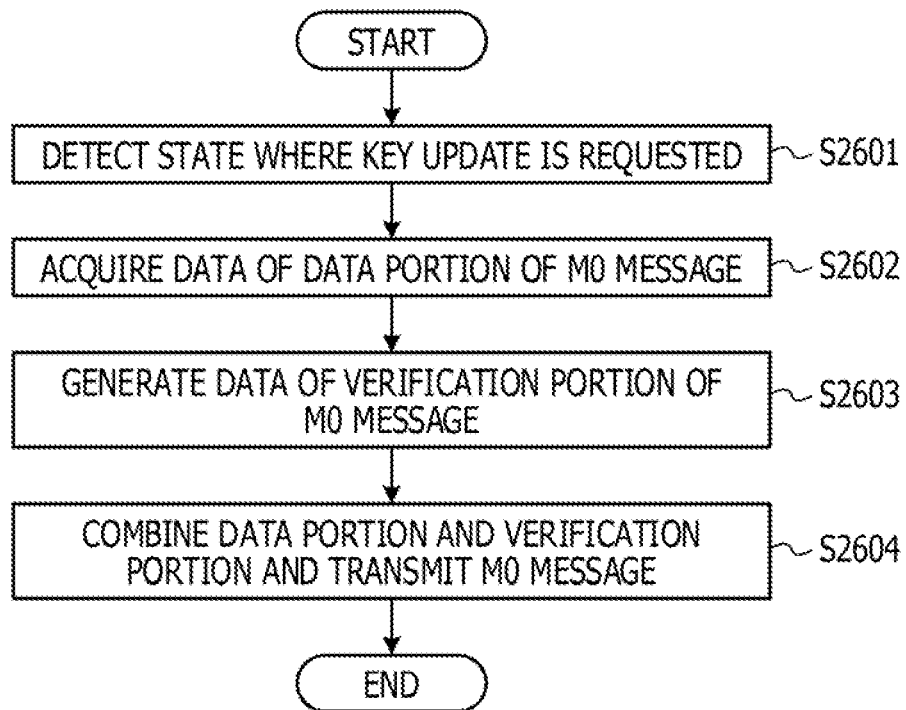 START
DETECT STATE WHERE KEY UPDATE IS REQUESTED
S2601
ACQUIRE DATA OF DATA PORTION OF M0 MESSAGE
S2602
GENERATE DATA OF VERIFICATION PORTION OF
M0 MESSAGE
S2603
COMBINE DATA PORTION AND VERIFICATION
PORTION AND TRANSMIT M0 MESSAGE
S2604
END